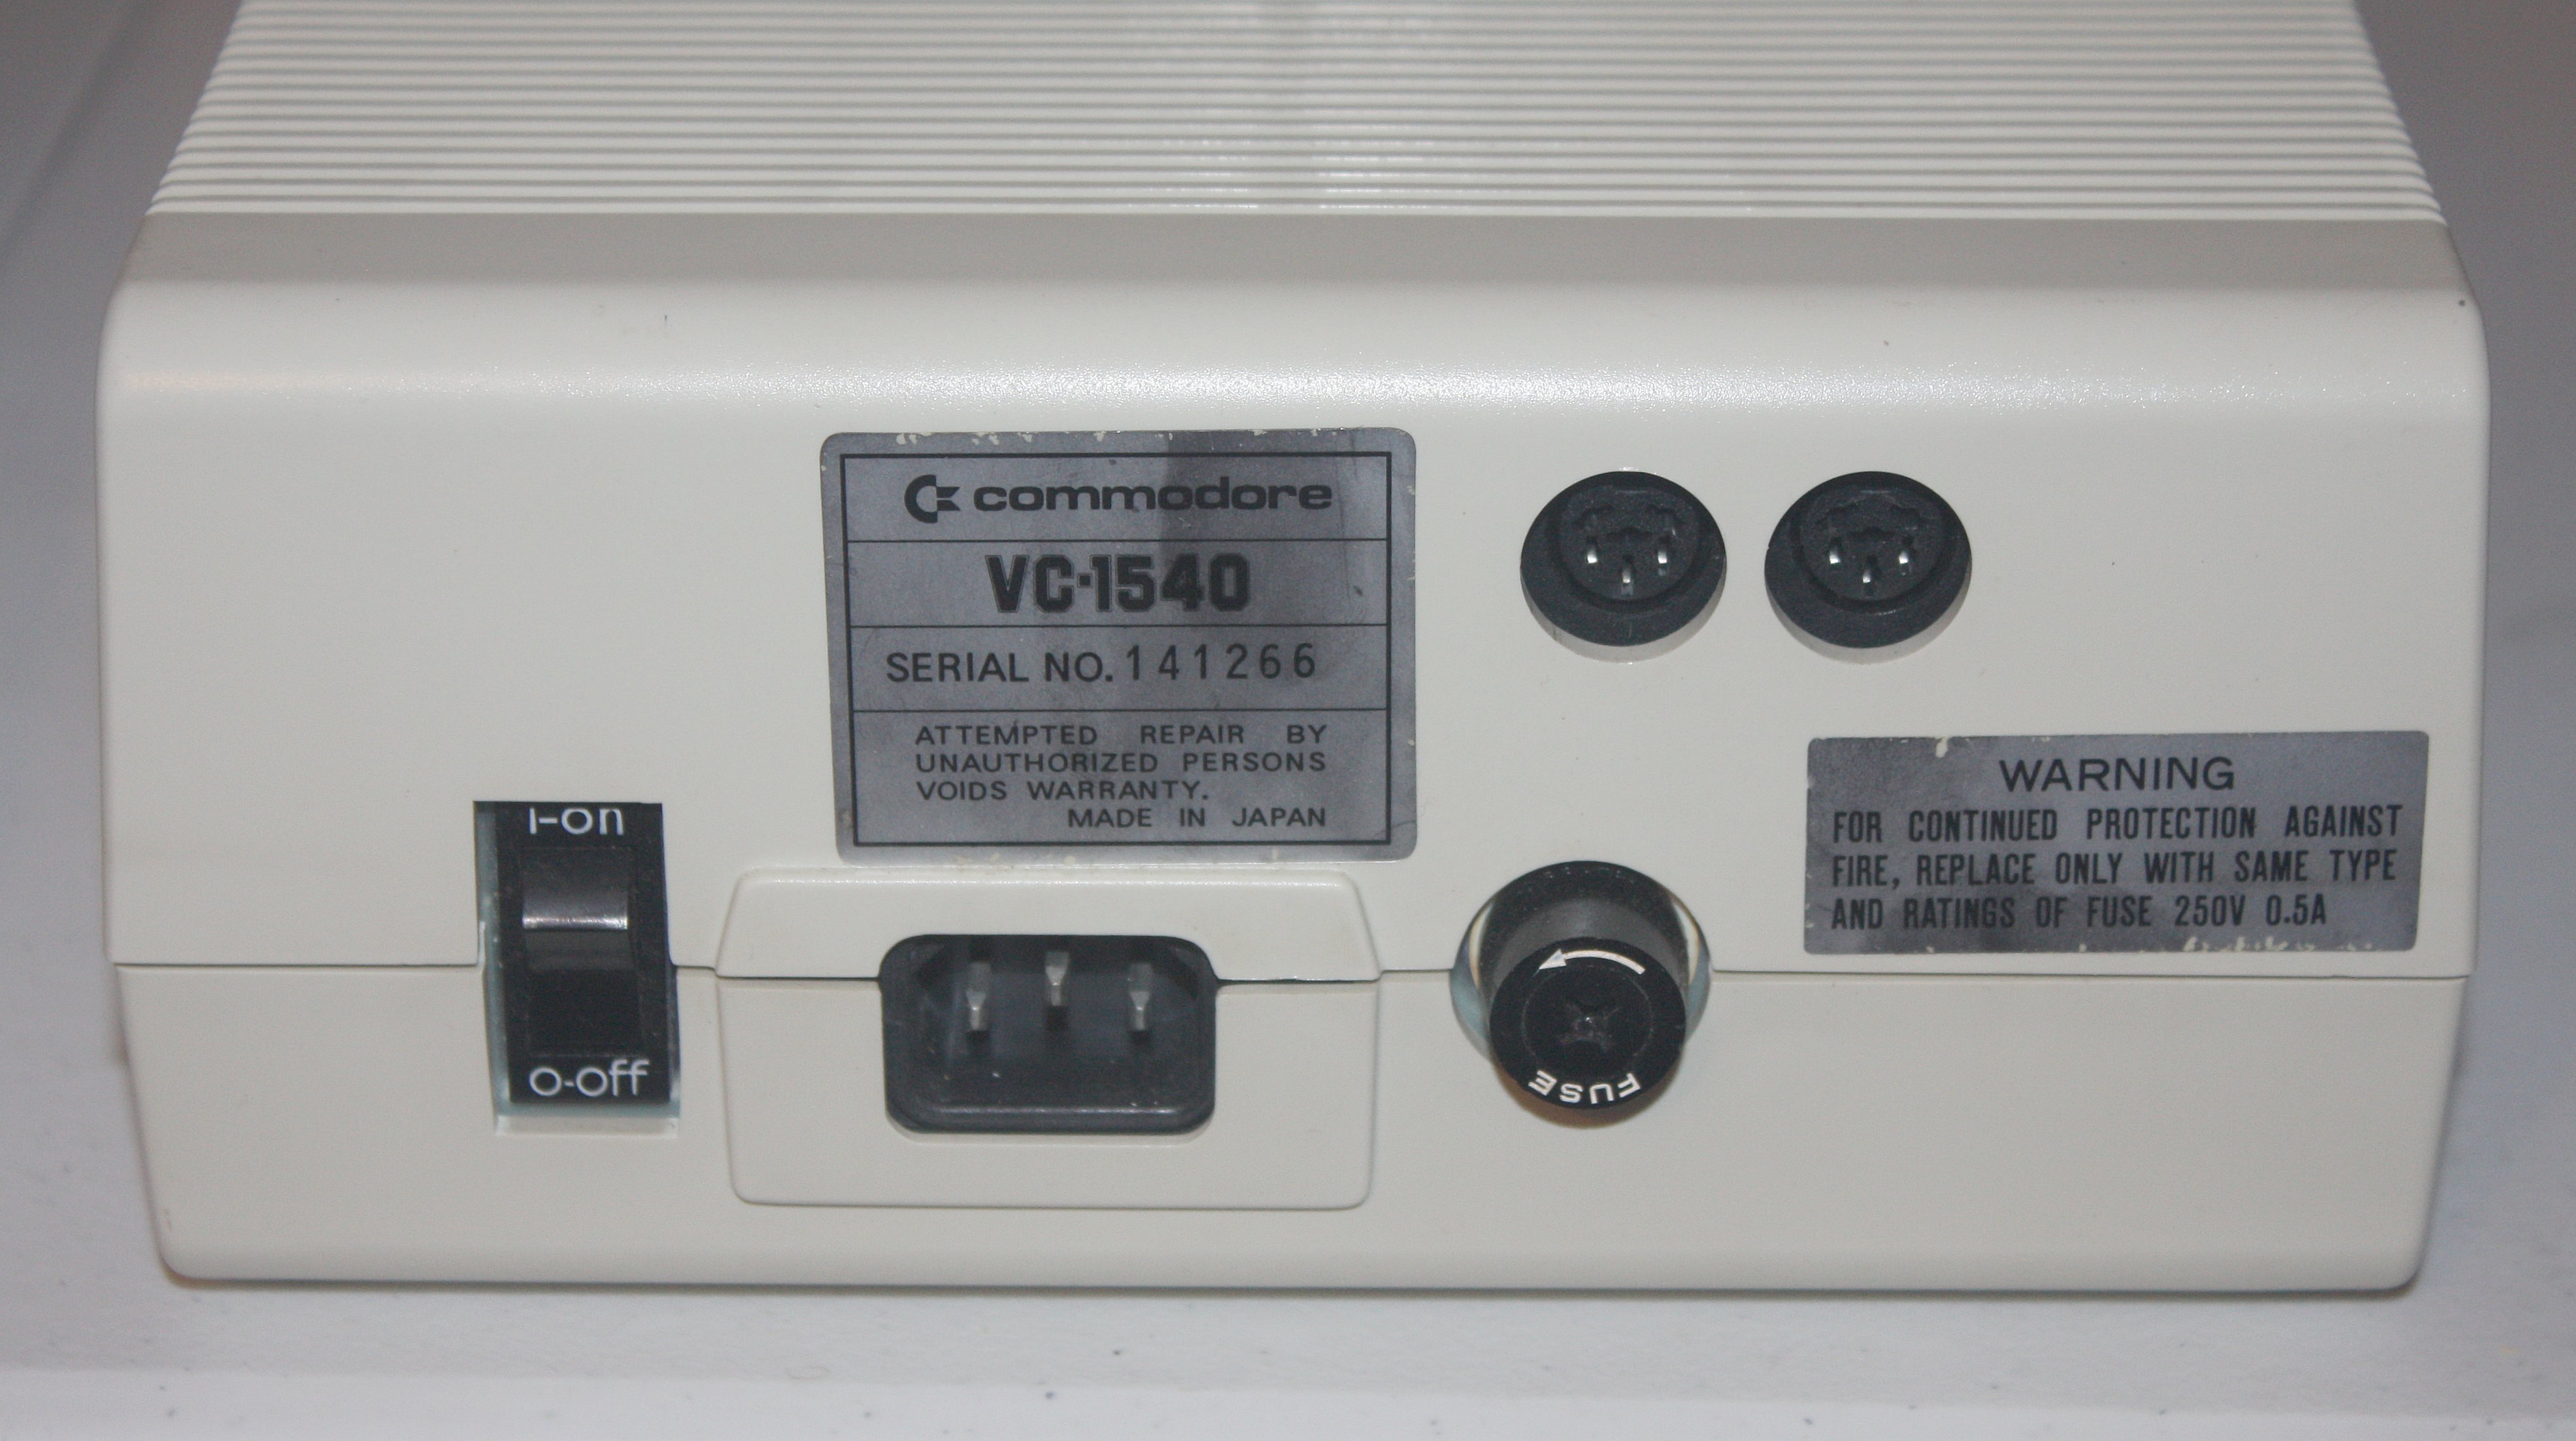 commodore
VC-1540
SERIAL NO. 141266
ATTEMPTED REPAIR BY
UNAUTHORIZED PERSONS
VOIDS WARRANTY.
MADE IN JAPAN
WARNING
FOR CONTINUED PROTECTION AGAINST
FIRE, REPLACE ONLY WITH SAME TYPE
AND RATINGS OF FUSE 250V 0.5A
I-on
O-off
FUSE